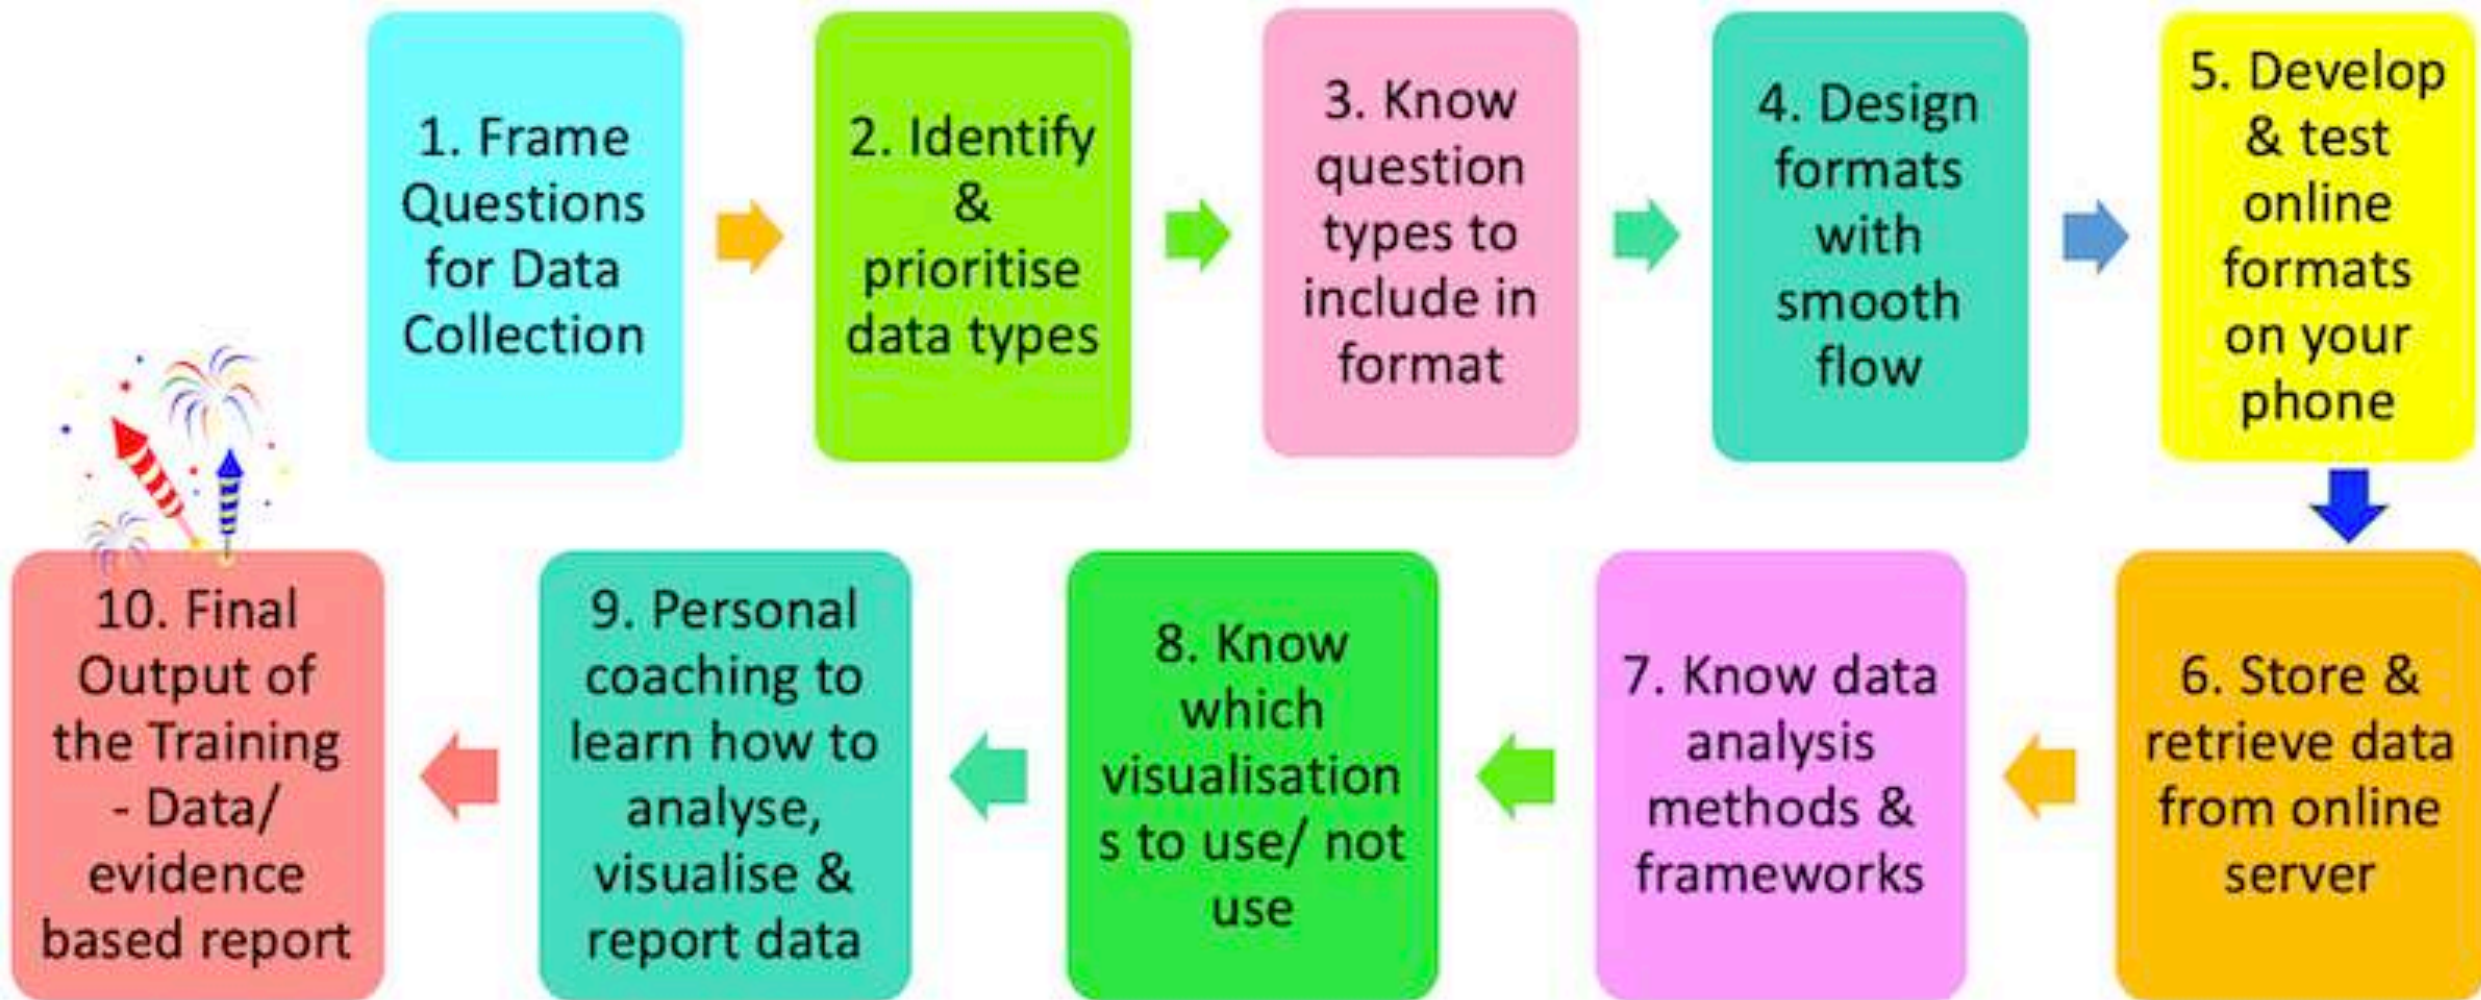 1. Frame
Questions
for Data
Collection
2. Identify
&
prioritise
data types
3. Know
question
types to
include in
format
4. Design
formats
with
smooth
flow
5. Develop
& test
online
formats
on your
phone
6. Store &
retrieve data
from online
server
7. Know data
analysis
methods &
frameworks
8. Know
which
visualisation
s to use/ not
use
9. Personal
coaching to
learn how to
analyse,
visualise &
report data
10. Final
Output of
the Training
- Data/
evidence
based report